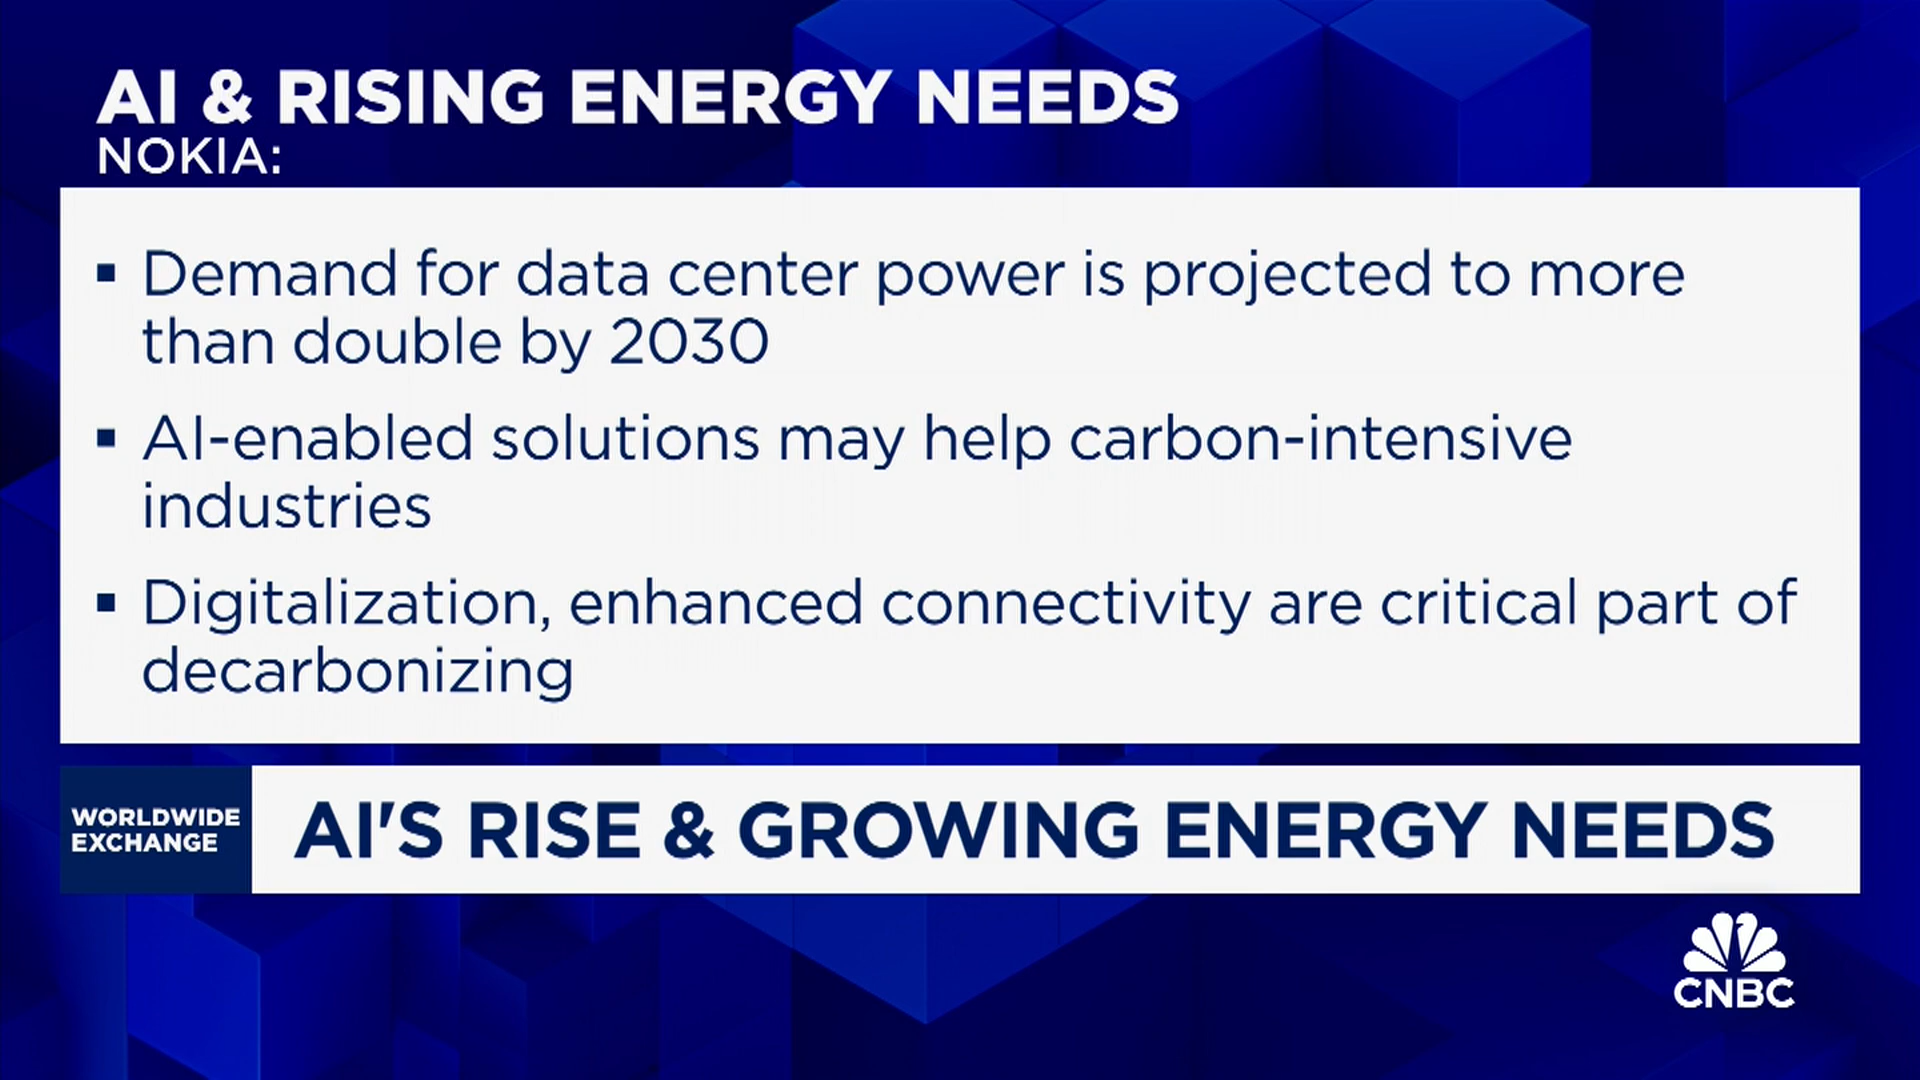 AI & RISING ENERGY NEEDS
NOKIA:
▪ Demand for data center power is projected to more
than double by 2030
▪ AI-enabled solutions may help carbon-intensive
industries
▪ Digitalization, enhanced connectivity are critical part of
decarbonizing
WORLDWIDE
EXCHANGE
AI'S RISE & GROWING ENERGY NEEDS
CNBC